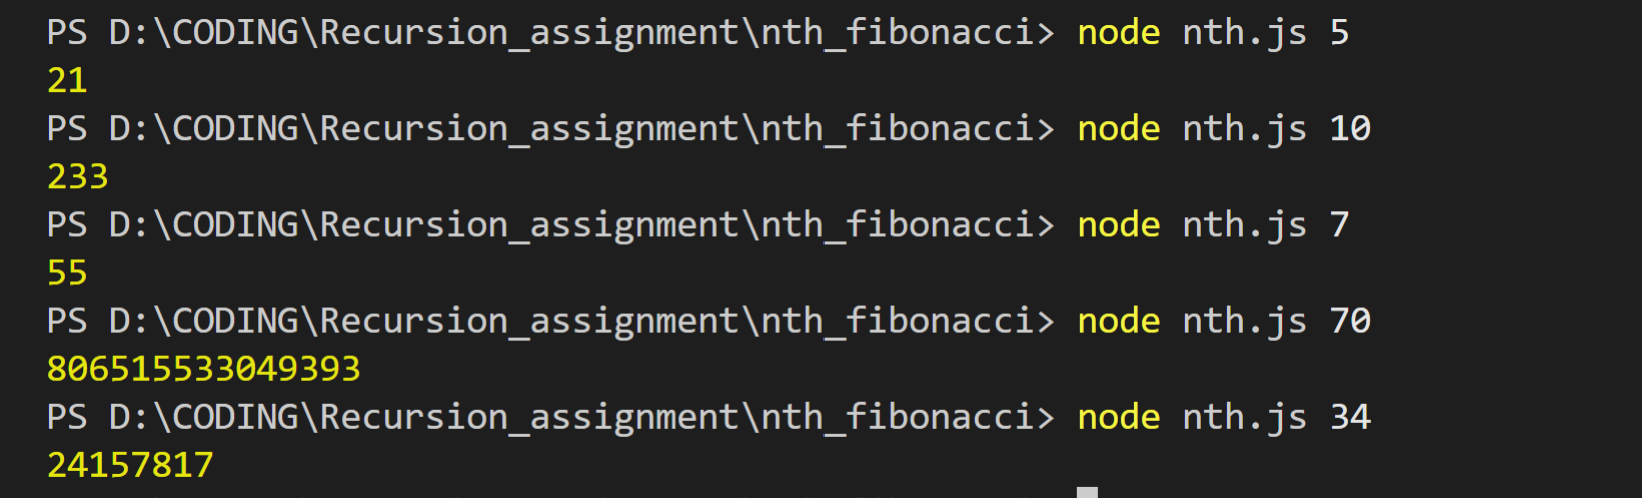 PS D:\CODING\Recursion_assignment\nth_fibonacci> node nth.js 5
21
PS D:\CODING\Recursion_assignment\nth_fibonacci> node nth.js 10
233
PS D:\CODING\Recursion_assignment\nth_fibonacci> node nth.js 7
55
PS D:\CODING\Recursion_assignment\nth_fibonacci> node nth.js 70
806515533049393
PS D:\CODING\Recursion_assignment\nth_fibonacci> node nth.js 34
24157817